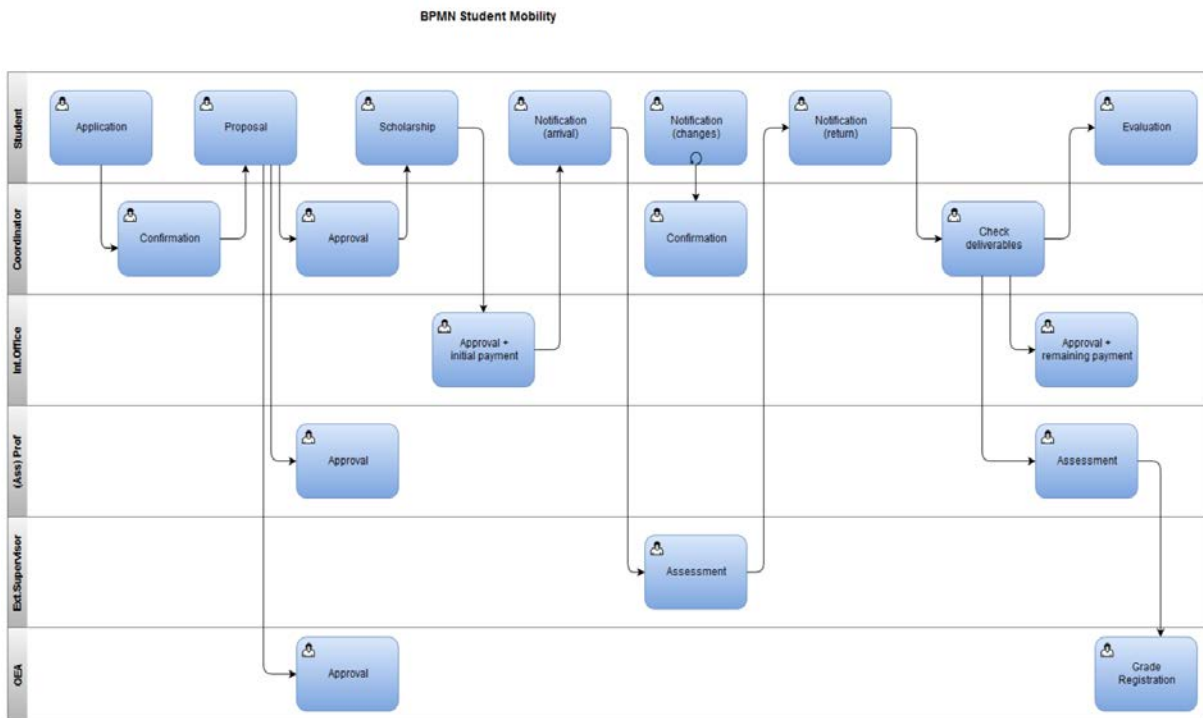 BPMN Student Mobility
Student
Application
Proposal
Scholarship
Notification
(arrival)
Notification
(changes)
Notification
(return)
Evaluation
Coordinator
Confirmation
Approval
Confirmation
Check
deliverables
Int.Office
Approval +
initial payment
Approval +
remaining payment
(Ass) Prof
Approval
Assessment
Ext.Supervisor
Assessment
OEA
Approval
Grade
Registration